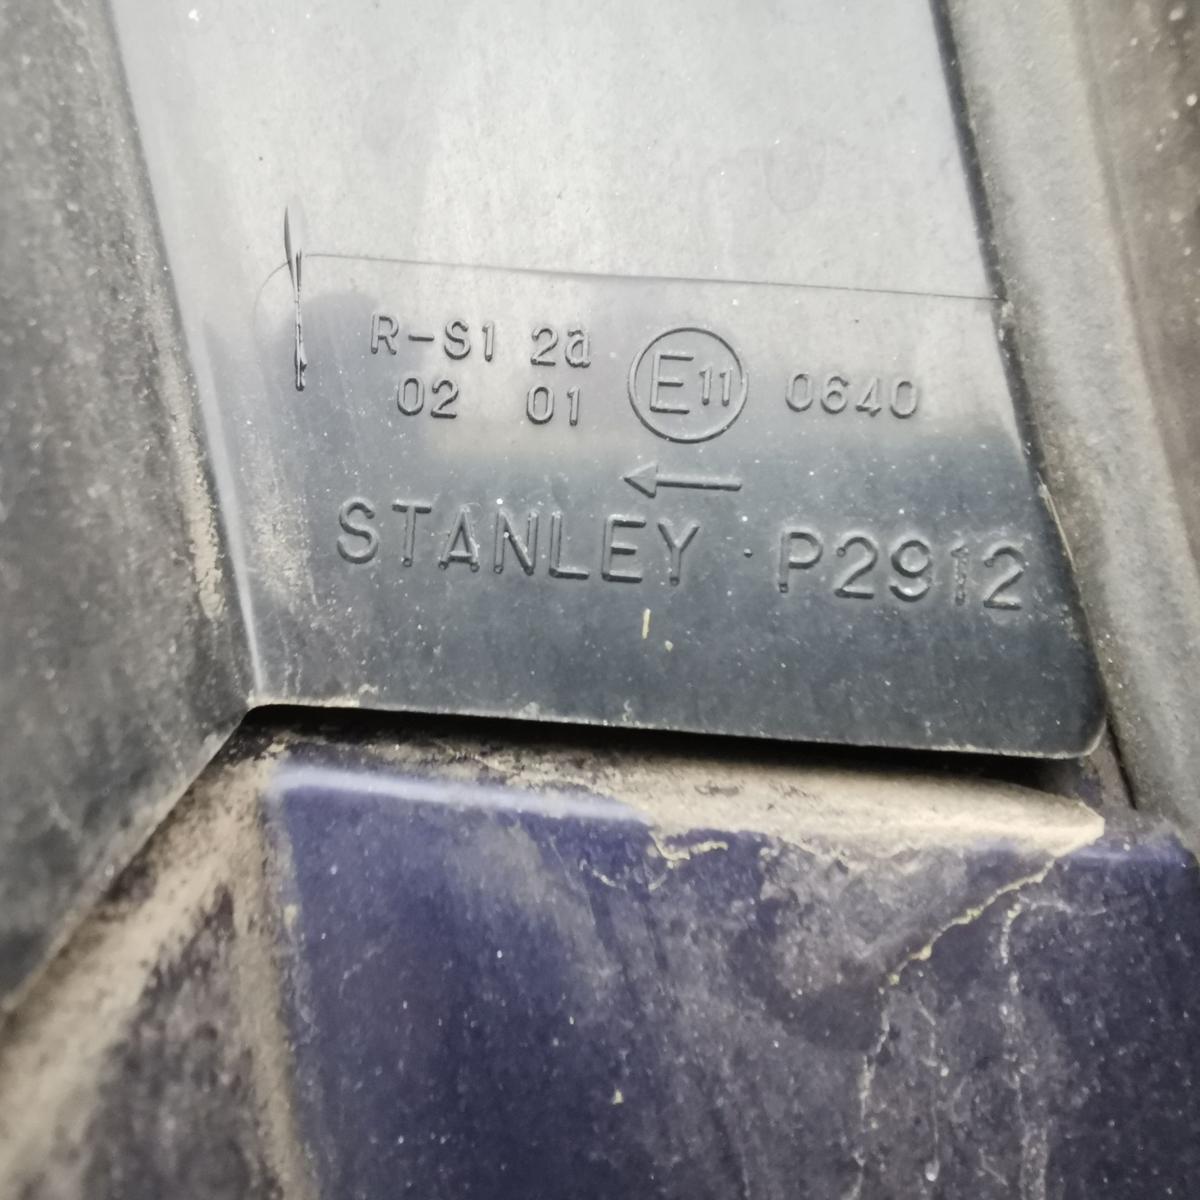 R-S1 2a E11 0640
02 01
←
STANLEY · P2912